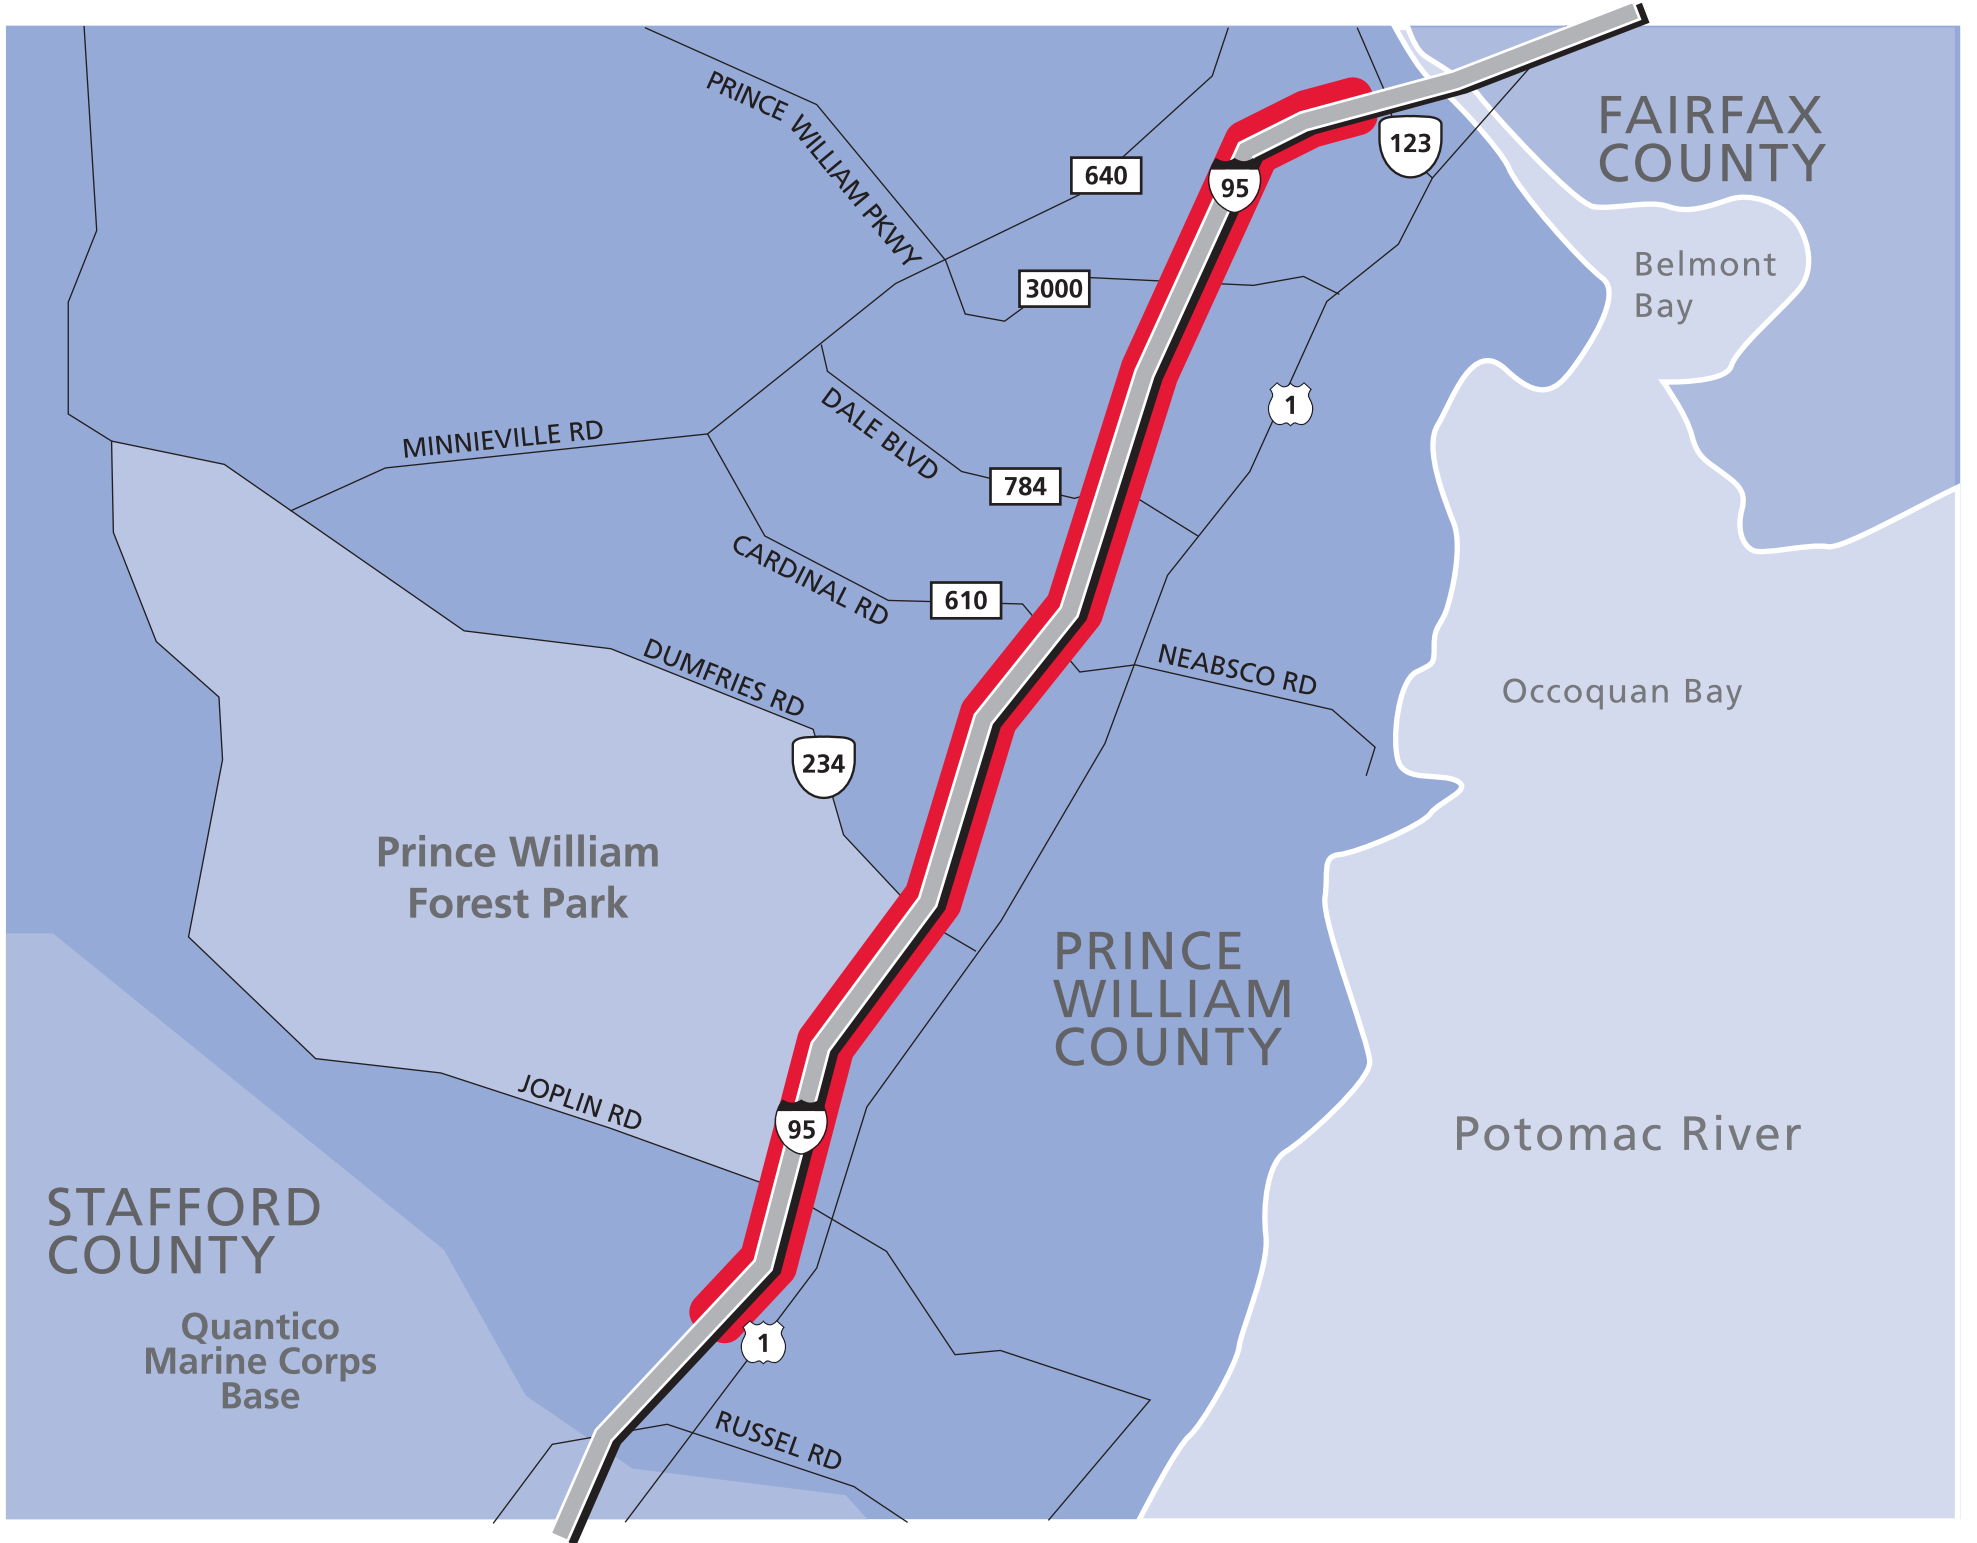 PRINCE WILLIAM PKWY
FAIRFAX
COUNTY
123
640
95
Belmont
Bay
3000
1
MINNIEVILLE RD
DALE BLVD
784
CARDINAL RD
610
DUMFRIES RD
NEABSCO RD
Occoquan Bay
234
Prince William
Forest Park
PRINCE
WILLIAM
COUNTY
JOPLIN RD
95
Potomac River
STAFFORD
COUNTY
Quantico
Marine Corps
Base
1
RUSSEL RD